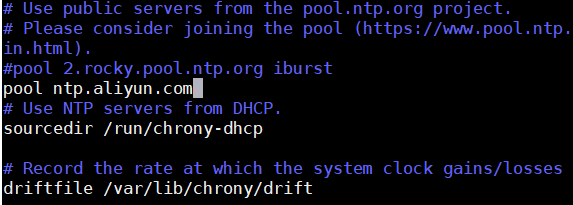 # Use public servers from the pool.ntp.org project.
# Please consider joining the pool (https://www.pool.ntp.
in.html).
#pool 2.rocky.pool.ntp.org iburst
pool ntp.aliyun.com
# Use NTP servers from DHCP.
sourcedir /run/chrony-dhcp

# Record the rate at which the system clock gains/losses
driftfile /var/lib/chrony/drift